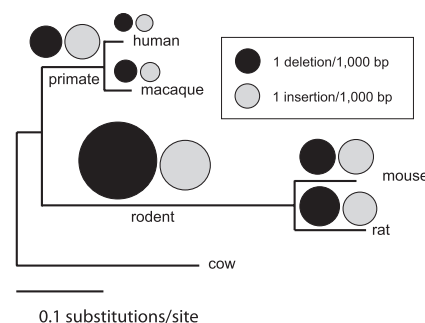 human
primate
macaque
1 deletion/1,000 bp
1 insertion/1,000 bp
mouse
rodent
rat
cow
0.1 substitutions/site